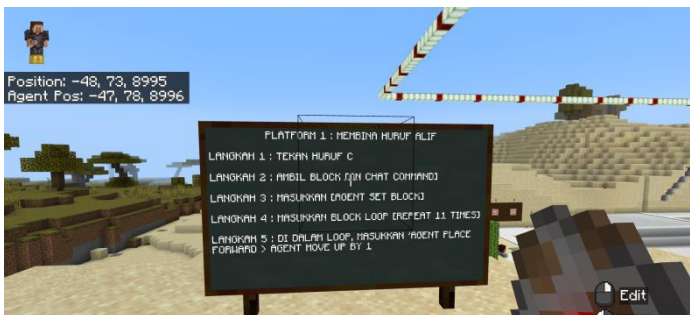 Position: -48, 73, 8995
Agent Pos: -47, 78, 8996
PLATFORM 1 : MEMBINA HURUF ALIF
LANGKAH 1 : TEKAN HURUF C
LANGKAH 2 : AMBIL BLOCK [ON CHAT COMMAND]
LANGKAH 3 : MASUKKAN [AGENT SET BLOCK]
LANGKAH 4 : MASUKKAN BLOCK LOOP [REPEAT 11 TIMES]
LANGKAH 5 : DI DALAM LOOP, MASUKKAN 'AGENT PLACE
FORWARD > AGENT MOVE UP BY 1
Edit